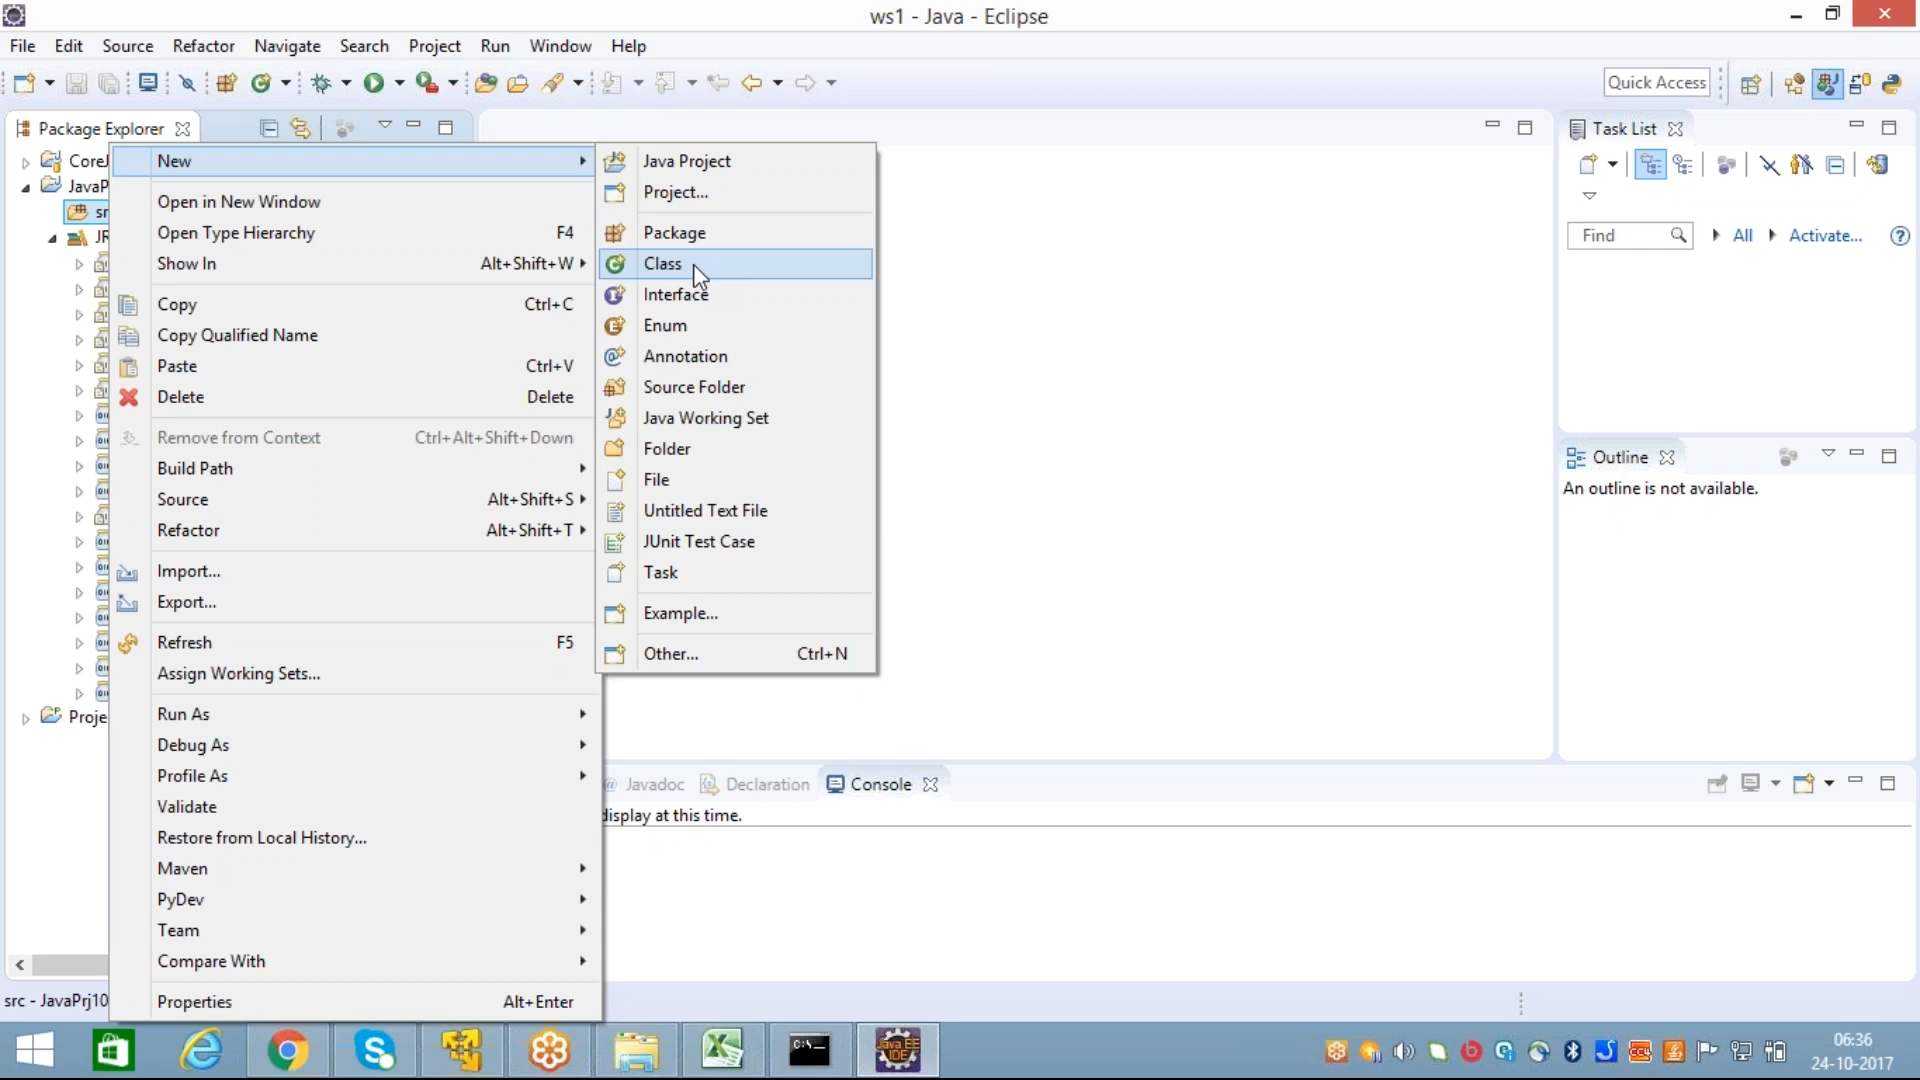 ws1 - Java - Eclipse
File Edit Source Refactor Navigate Search Project Run Window Help
Quick Access
Package Explorer
Task List
CoreJ
JavaP
src
JR
Proje
New
Open in New Window
Open Type Hierarchy F4
Show In Alt+Shift+W
Copy Ctrl+C
Copy Qualified Name
Paste Ctrl+V
Delete Delete
Remove from Context Ctrl+Alt+Shift+Down
Build Path
Source Alt+Shift+S
Refactor Alt+Shift+T
Import...
Export...
Refresh F5
Assign Working Sets...
Run As
Debug As
Profile As
Validate
Restore from Local History...
Maven
PyDev
Team
Compare With
Properties Alt+Enter
Java Project
Project...
Package
Class
Interface
Enum
Annotation
Source Folder
Java Working Set
Folder
File
Untitled Text File
JUnit Test Case
Task
Example...
Other... Ctrl+N
Find All Activate...
Outline
An outline is not available.
Javadoc Declaration Console
display at this time.
src - JavaPrj10
Java EE
IDE
06:36
24-10-2017